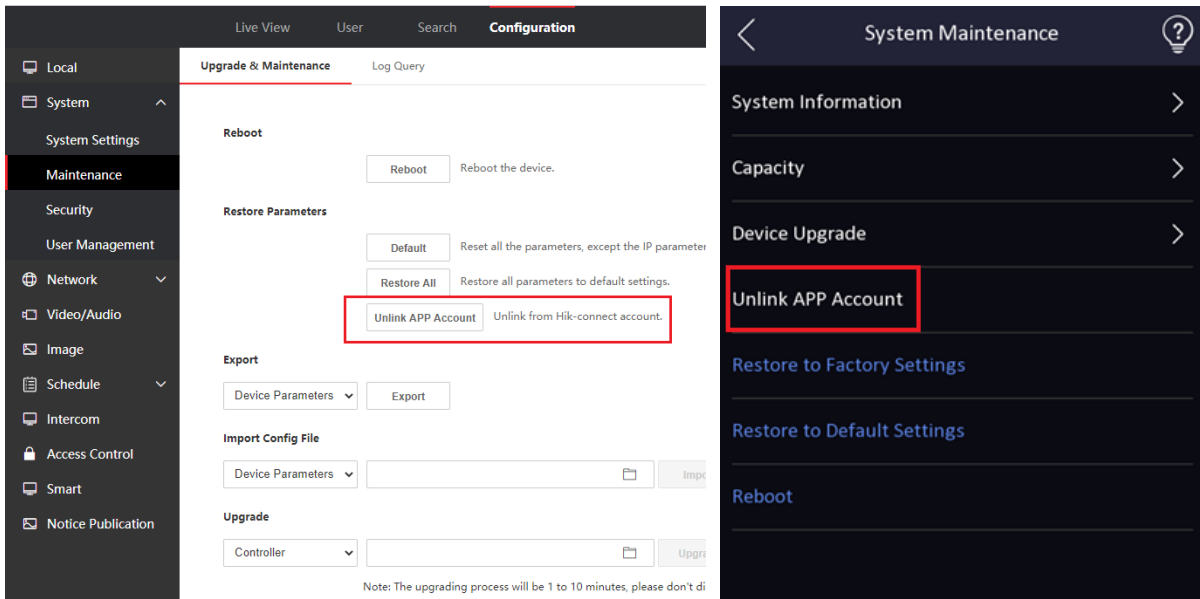 Live View User Search Configuration
Local
System
System Settings
Maintenance
Security
User Management
Network
Video/Audio
Image
Schedule
Intercom
Access Control
Smart
Notice Publication
Upgrade & Maintenance Log Query
Reboot
Reboot Reboot the device.
Restore Parameters
Default Reset all the parameters, except the IP parameter
Restore All Restore all parameters to default settings.
Unlink APP Account Unlink from Hik-connect account.
Export
Device Parameters Export
Import Config File
Device Parameters Impo
Upgrade
Controller Upgra
Note: The upgrading process will be 1 to 10 minutes, please don't di
System Maintenance ?
System Information
Capacity
Device Upgrade
Unlink APP Account
Restore to Factory Settings
Restore to Default Settings
Reboot